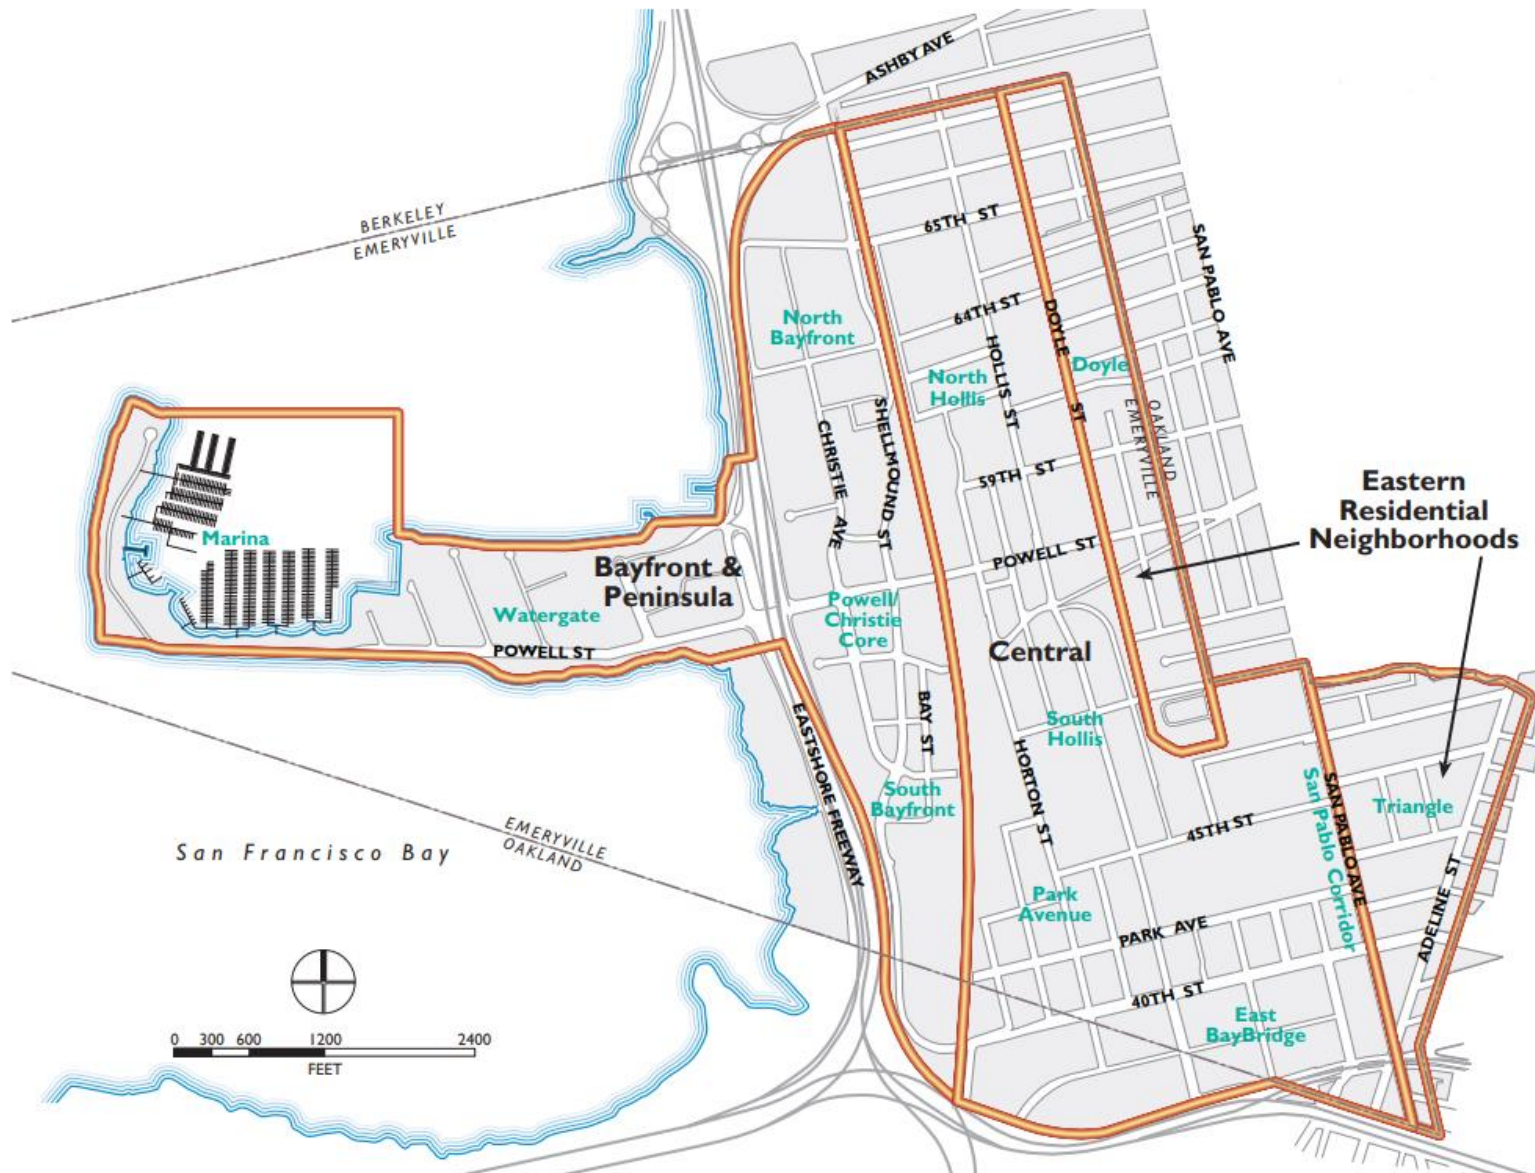 ASHBY AVE
BERKELEY
EMERYVILLE
65TH ST
SAN PABLO AVE
64TH ST
North
Bayfront
DOYLE ST
HOLLIS ST
Doyle
North
Hollis
OAKLAND
EMERYVILLE
CHRISTIE AVE
SHELLMOUND ST
59TH ST
Eastern
Residential
Neighborhoods
Marina
POWELL ST
Bayfront &
Peninsula
Watergate
Powell/
Christie
Core
POWELL ST
Central
BAY ST
South
Hollis
EASTSHORE FREEWAY
HORTON ST
South
Bayfront
SAN PABLO AVE
San Pablo Corridor
Triangle
45TH ST
EMERYVILLE
OAKLAND
San Francisco Bay
Park
Avenue
ADELINE ST
PARK AVE
40TH ST
East
BayBridge
0 300 600 1200 2400
FEET